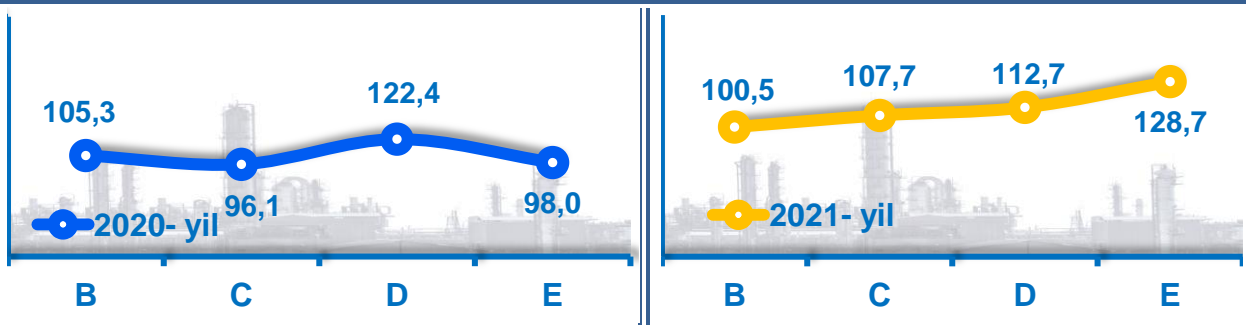 105,3
96,1
122,4
98,0
2020- yil
B C D E
100,5
107,7
112,7
128,7
2021- yil
B C D E